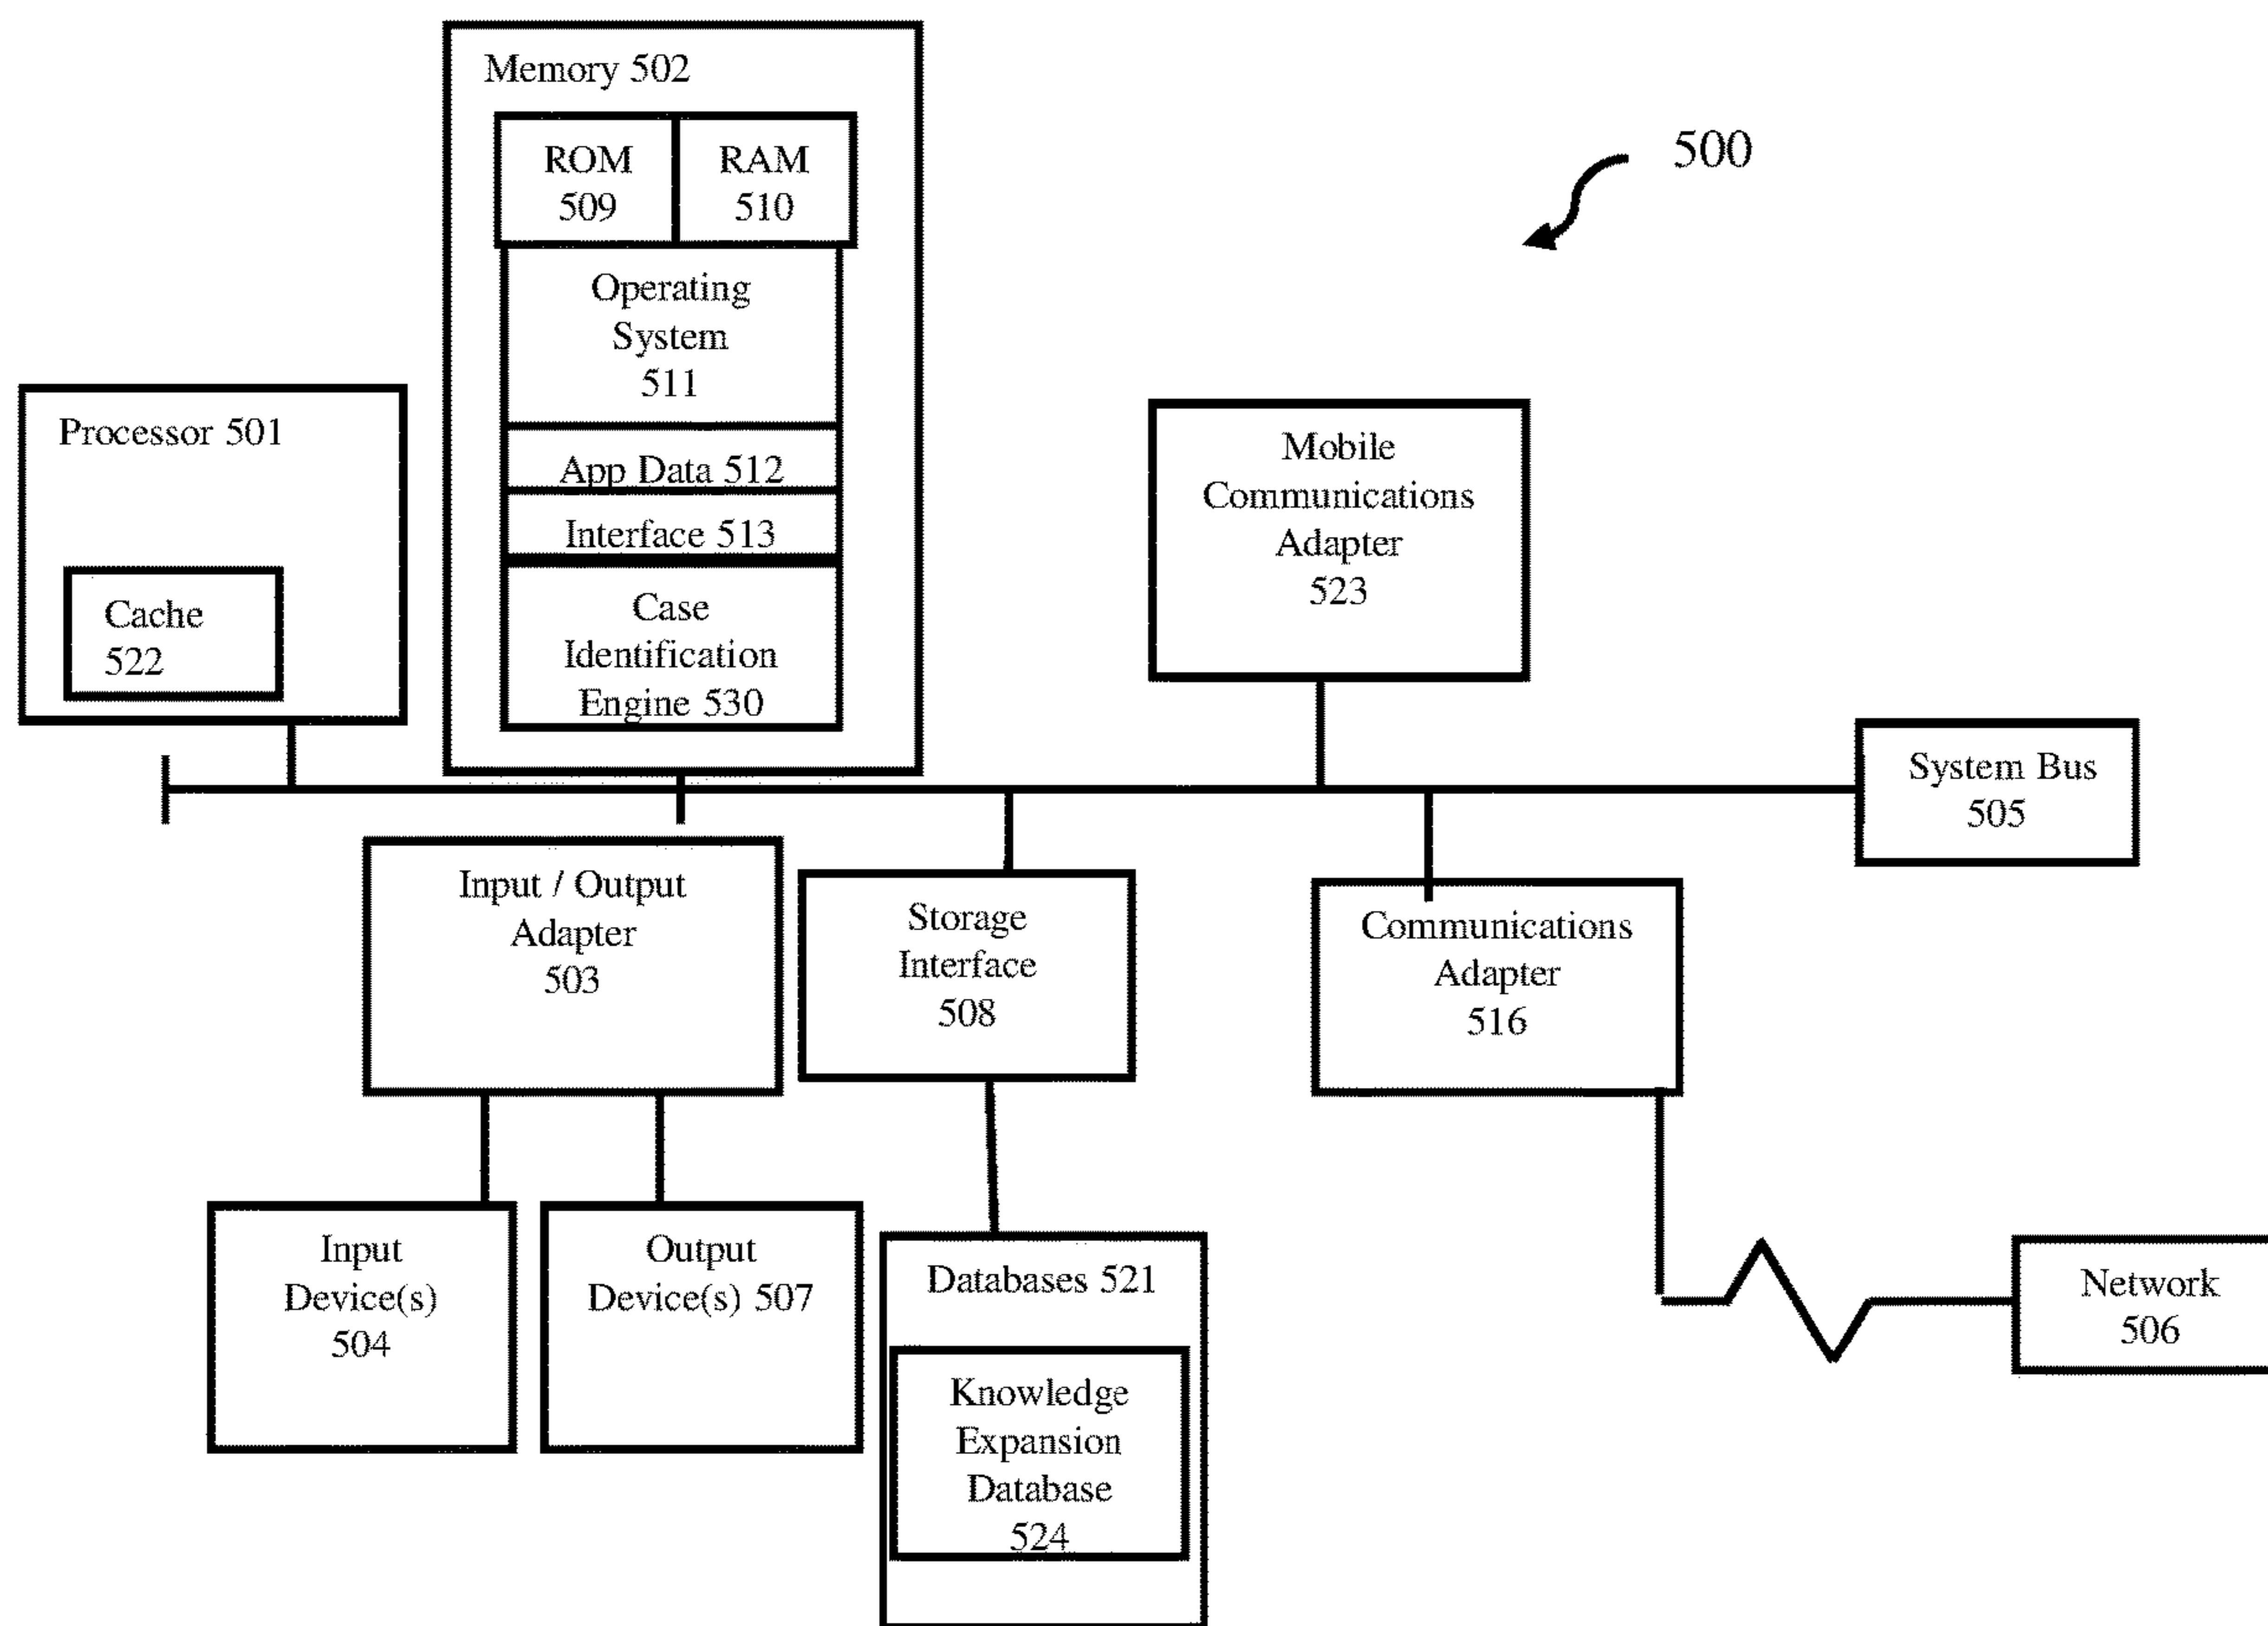 Memory 502
ROM
509
RAM
510
500
Operating
System
511
Processor 501
App Data 512
Interface 513
Cache
522
Case
Identification
Engine 530
Mobile
Communications
Adapter
523
System Bus
505
Input / Output
Adapter
503
Storage
Interface
508
Communications
Adapter
516
Input
Device(s)
504
Output
Device(s) 507
Databases 521
Knowledge
Expansion
Database
524
Network
506